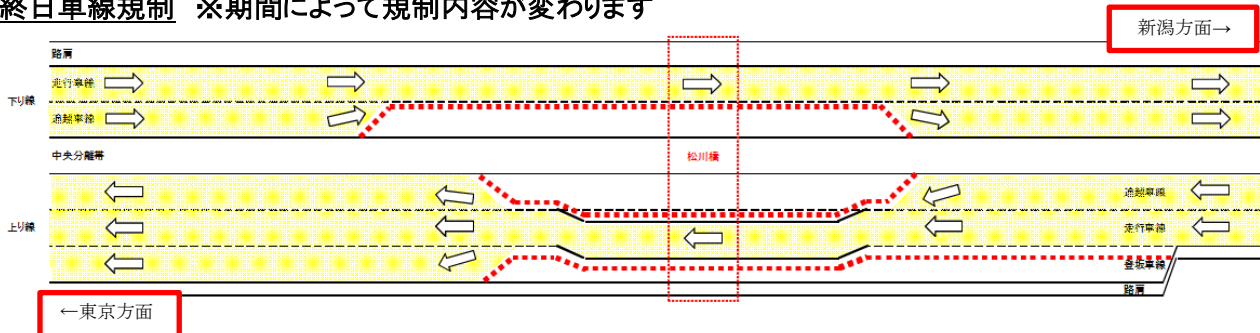 終日車線規制 ※期間によって規制内容が変わります
新潟方面→
路肩
走行車線
下り線
追越車線
中央分離帯
松川橋
追越車線
上り線
走行車線
登坂車線
路肩
←東京方面